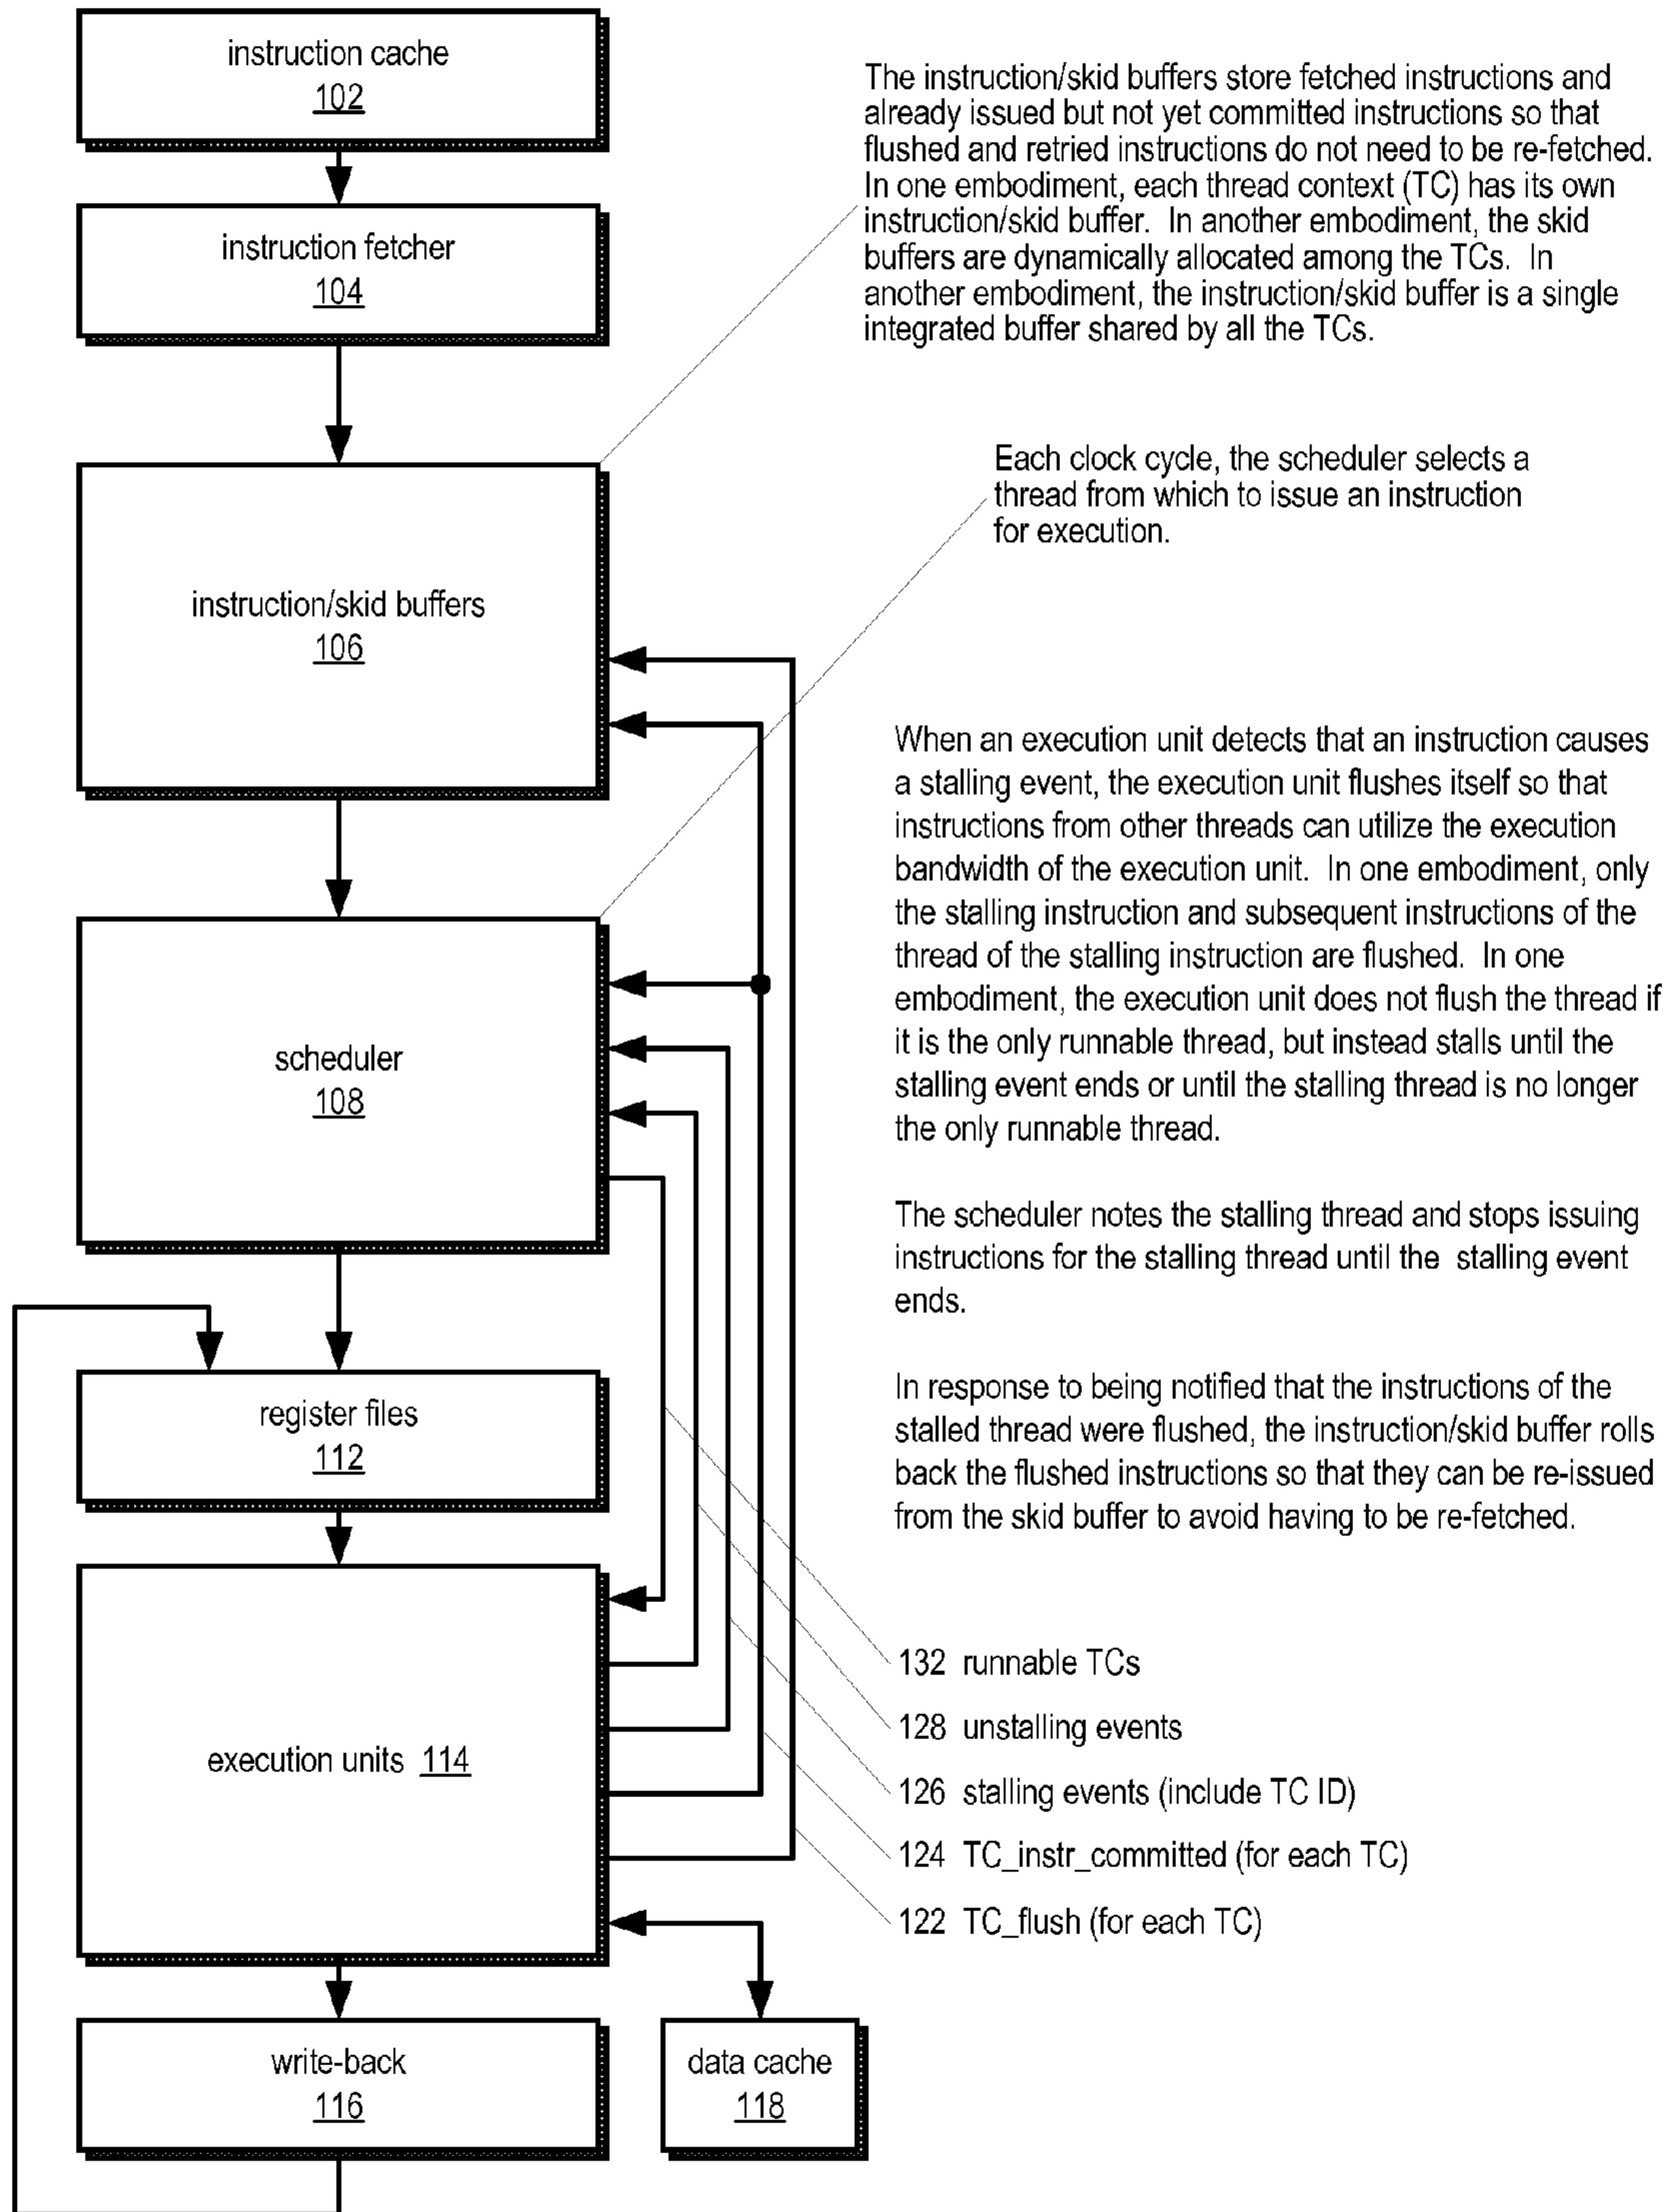 instruction cache
102
instruction fetcher
104
The instruction/skid buffers store fetched instructions and
already issued but not yet committed instructions so that
flushed and retried instructions do not need to be re-fetched.
In one embodiment, each thread context (TC) has its own
instruction/skid buffer.  In another embodiment, the skid
buffers are dynamically allocated among the TCs.  In
another embodiment, the instruction/skid buffer is a single
integrated buffer shared by all the TCs.
Each clock cycle, the scheduler selects a
thread from which to issue an instruction
for execution.
instruction/skid buffers
106
When an execution unit detects that an instruction causes
a stalling event, the execution unit flushes itself so that
instructions from other threads can utilize the execution
bandwidth of the execution unit.  In one embodiment, only
the stalling instruction and subsequent instructions of the
thread of the stalling instruction are flushed.  In one
embodiment, the execution unit does not flush the thread if
it is the only runnable thread, but instead stalls until the
stalling event ends or until the stalling thread is no longer
the only runnable thread.
scheduler
108
The scheduler notes the stalling thread and stops issuing
instructions for the stalling thread until the  stalling event
ends.
In response to being notified that the instructions of the
stalled thread were flushed, the instruction/skid buffer rolls
back the flushed instructions so that they can be re-issued
from the skid buffer to avoid having to be re-fetched.
register files
112
execution units 114
132 runnable TCs
128 unstalling events
126 stalling events (include TC ID)
124 TC_instr_committed (for each TC)
122 TC_flush (for each TC)
write-back
116
data cache
118